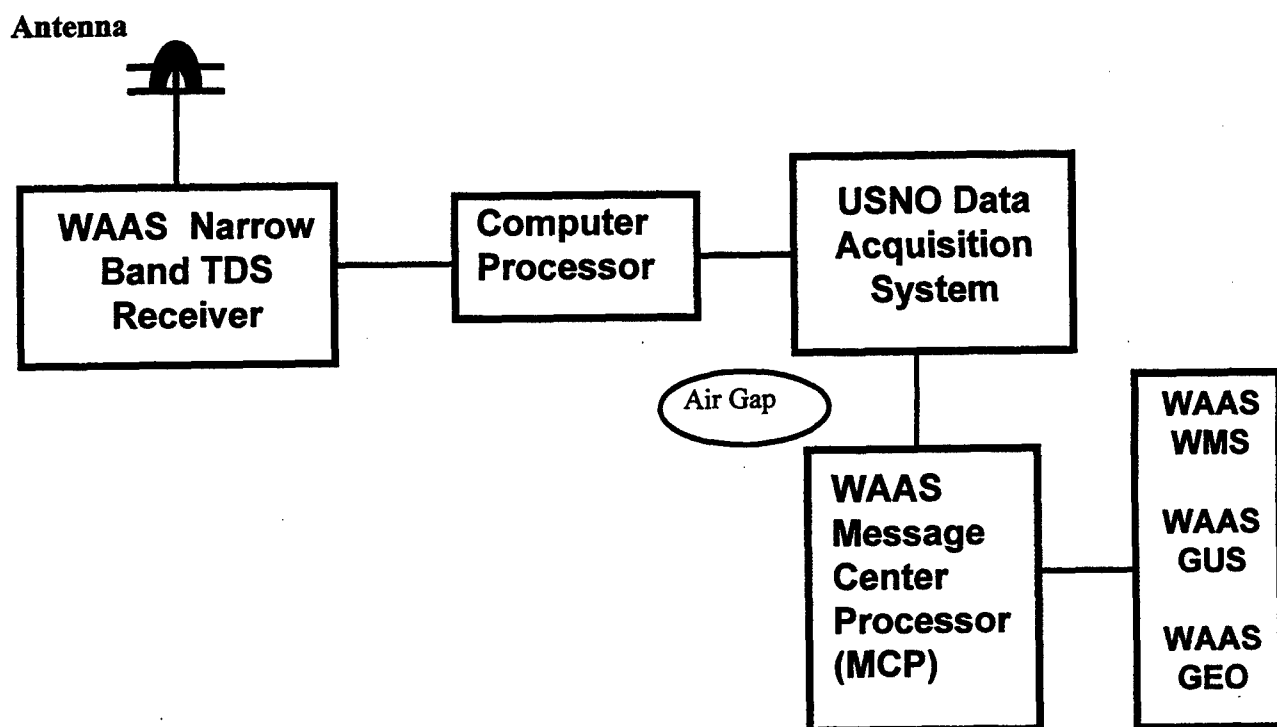 Antenna
WAAS Narrow
Band TDS
Receiver
Computer
Processor
USNO Data
Acquisition
System
Air Gap
WAAS
Message
Center
Processor
(MCP)
WAAS
WMS
WAAS
GUS
WAAS
GEO